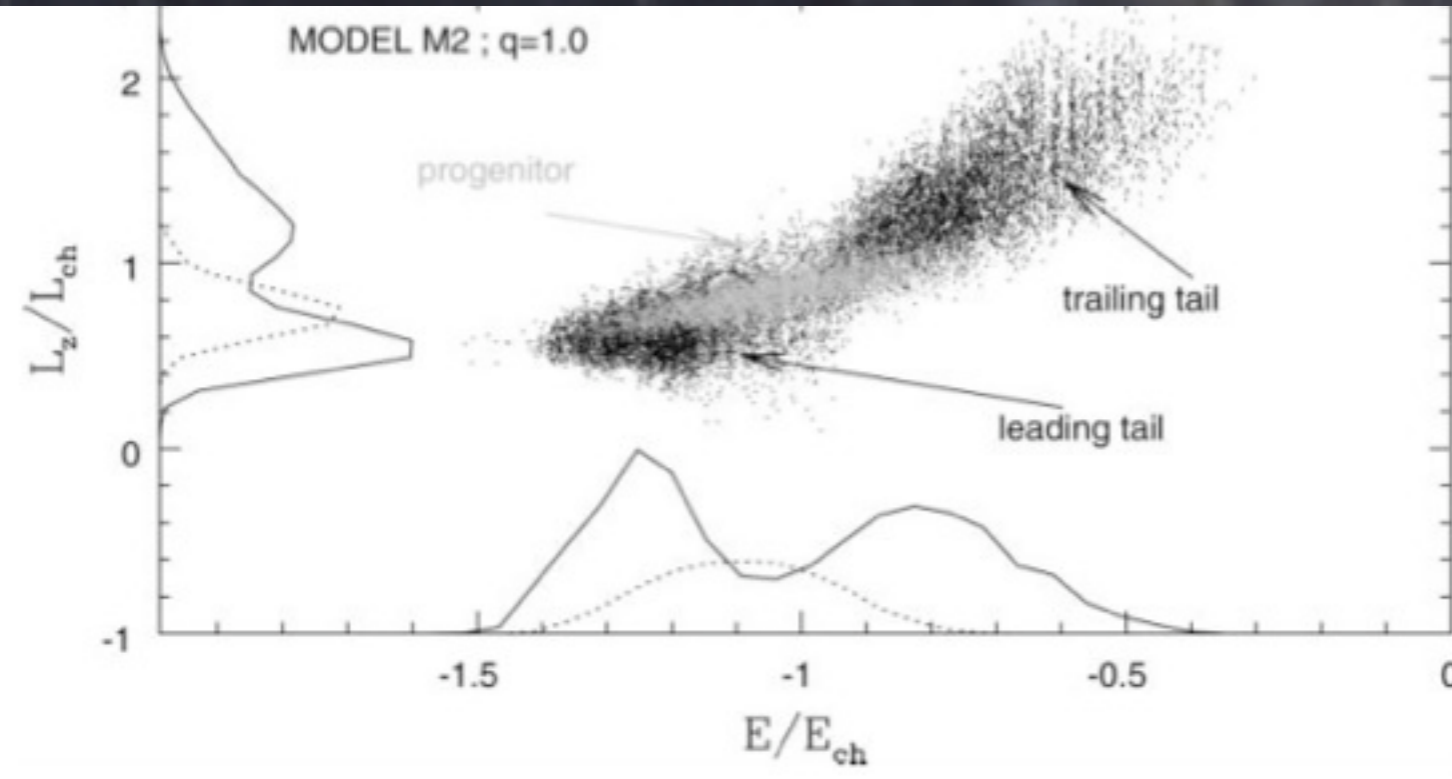 MODEL M2 ; q=1.0
2
progenitor
1
trailing tail
L_z/L_ch
leading tail
0
-1
-1.5
-1
-0.5
0
E/E_ch